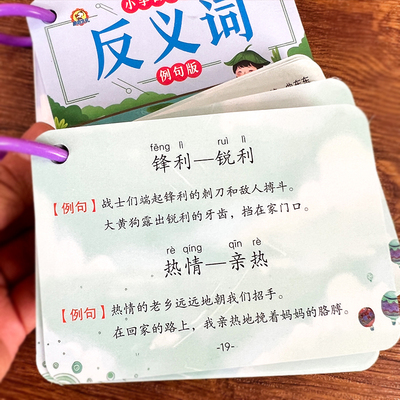 反义词
例句版
fēng lì ruì lì
锋利—锐利
【例句】战士们端起锋利的刺刀和敌人搏斗。
大黄狗露出锐利的牙齿，挡在家门口。
rè qíng qīn rè
热情—亲热
【例句】热情的老乡远远地朝我们招手。
在回家的路上，我亲热地挽着妈妈的胳膊。
-19-